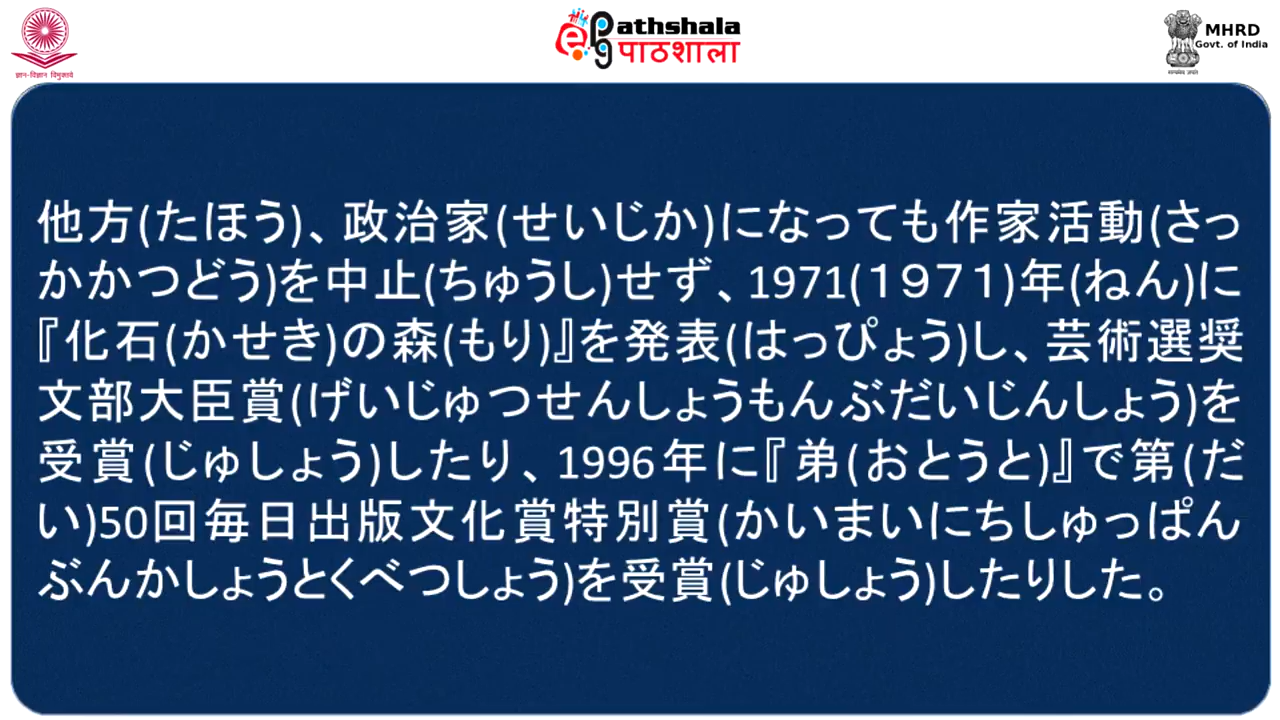 ज्ञान-विज्ञान विमुक्तये
ePg
athshala
पाठशाला
सत्यमेव जयते
MHRD
Govt. of India
他方(たほう)、政治家(せいじか)になっても作家活動(さっ
かかつどう)を中止(ちゅうし)せず、1971(１９７１)年(ねん)に
『化石(かせき)の森(もり)』を発表(はっぴょう)し、芸術選奨
文部大臣賞(げいじゅつせんしょうもんぶだいじんしょう)を
受賞(じゅしょう)したり、1996年に『弟(おとうと)』で第(だ
い)50回毎日出版文化賞特別賞(かいまいにちしゅっぱん
ぶんかしょうとくべつしょう)を受賞(じゅしょう)したりした。